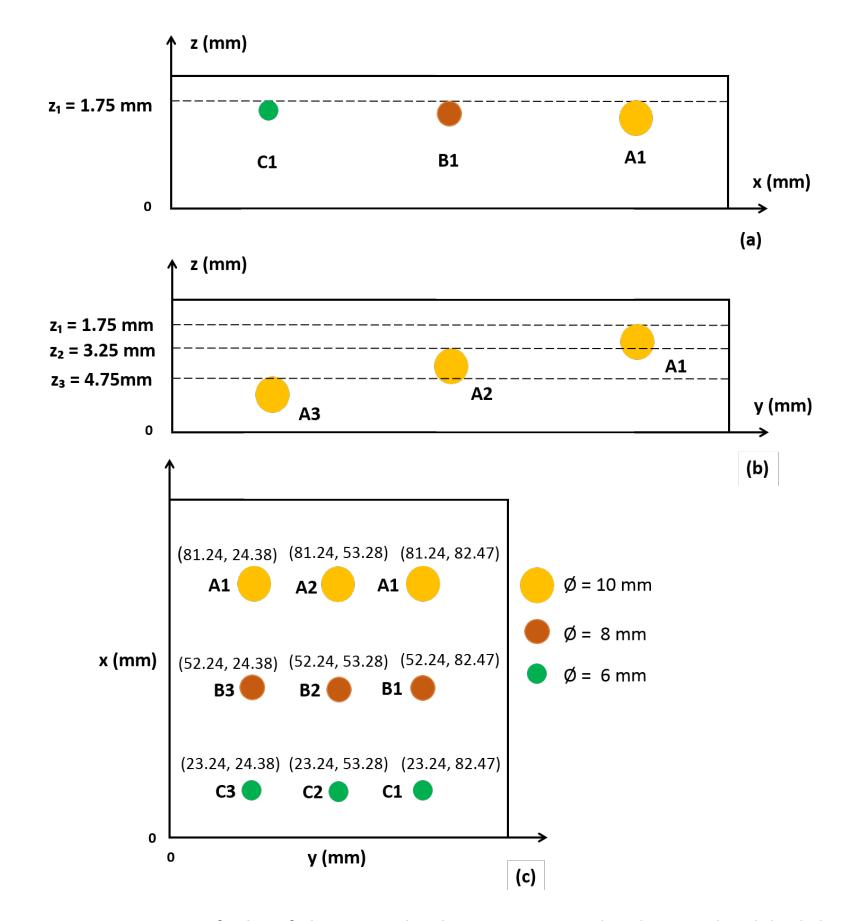 z (mm)
z₁ = 1.75 mm
C1
B1
A1
x (mm)
0
(a)
z (mm)
z₁ = 1.75 mm
z₂ = 3.25 mm
z₃ = 4.75mm
A1
A2
A3
y (mm)
0
(b)
(81.24, 24.38) (81.24, 53.28) (81.24, 82.47)
A1 A2 A1
Ø = 10 mm
Ø = 8 mm
x (mm)
(52.24, 24.38) (52.24, 53.28) (52.24, 82.47)
B3 B2 B1
Ø = 6 mm
(23.24, 24.38) (23.24, 53.28) (23.24, 82.47)
C3 C2 C1
0
0
y (mm)
(c)